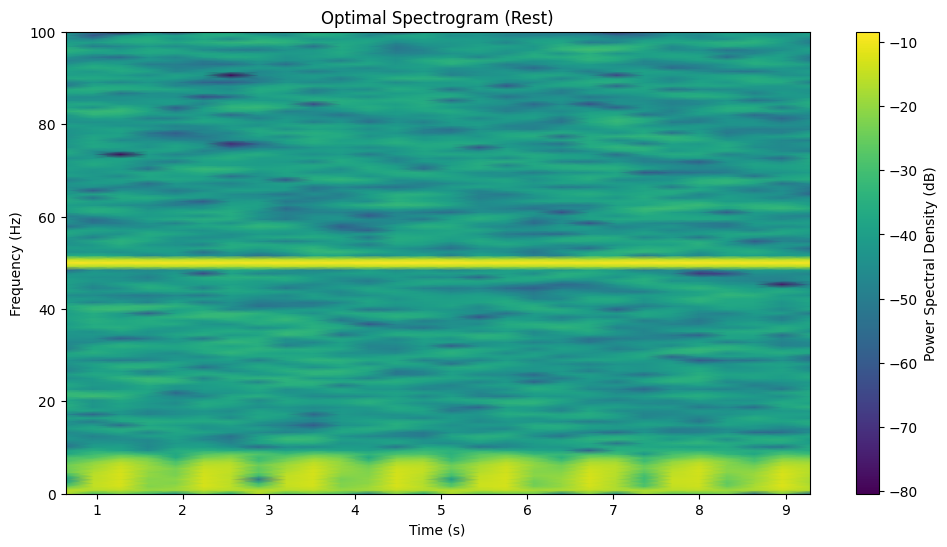 Optimal Spectrogram (Rest)
100
80
60
40
20
0
Frequency (Hz)
1 2 3 4 5 6 7 8 9
Time (s)
−10
−20
−30
−40
−50
−60
−70
−80
Power Spectral Density (dB)